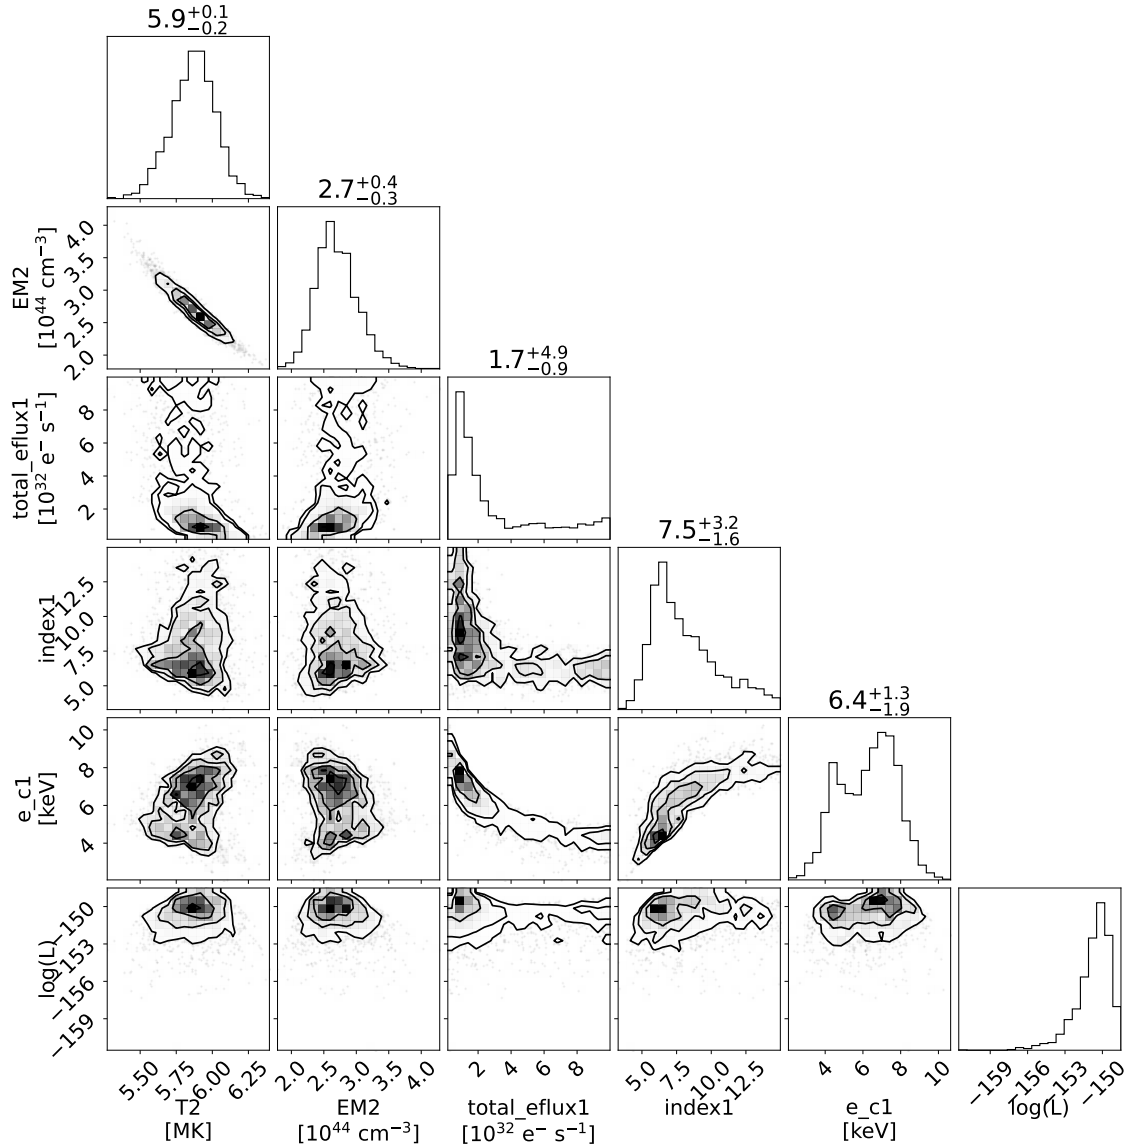 5.9^{+0.1}_{-0.2}
2.7^{+0.4}_{-0.3}
EM2
[10^{44} cm^{−3}]
4.0
3.5
3.0
2.5
2.0
1.7^{+4.9}_{-0.9}
total_eflux1
[10^{32} e^{−} s^{−1}]
8
6
4
2
7.5^{+3.2}_{-1.6}
index1
12.5
10.0
7.5
5.0
6.4^{+1.3}_{-1.9}
e_c1
[keV]
10
8
6
4
log(L)
−150
−153
−156
−159
5.50 5.75 6.00 6.25
2.0 2.5 3.0 3.5 4.0
2 4 6 8
5.0 7.5 10.0 12.5
4 6 8 10
−159 −156 −153 −150
T2
[MK]
EM2
[10^{44} cm^{−3}]
total_eflux1
[10^{32} e^{−} s^{−1}]
index1
e_c1
[keV]
log(L)